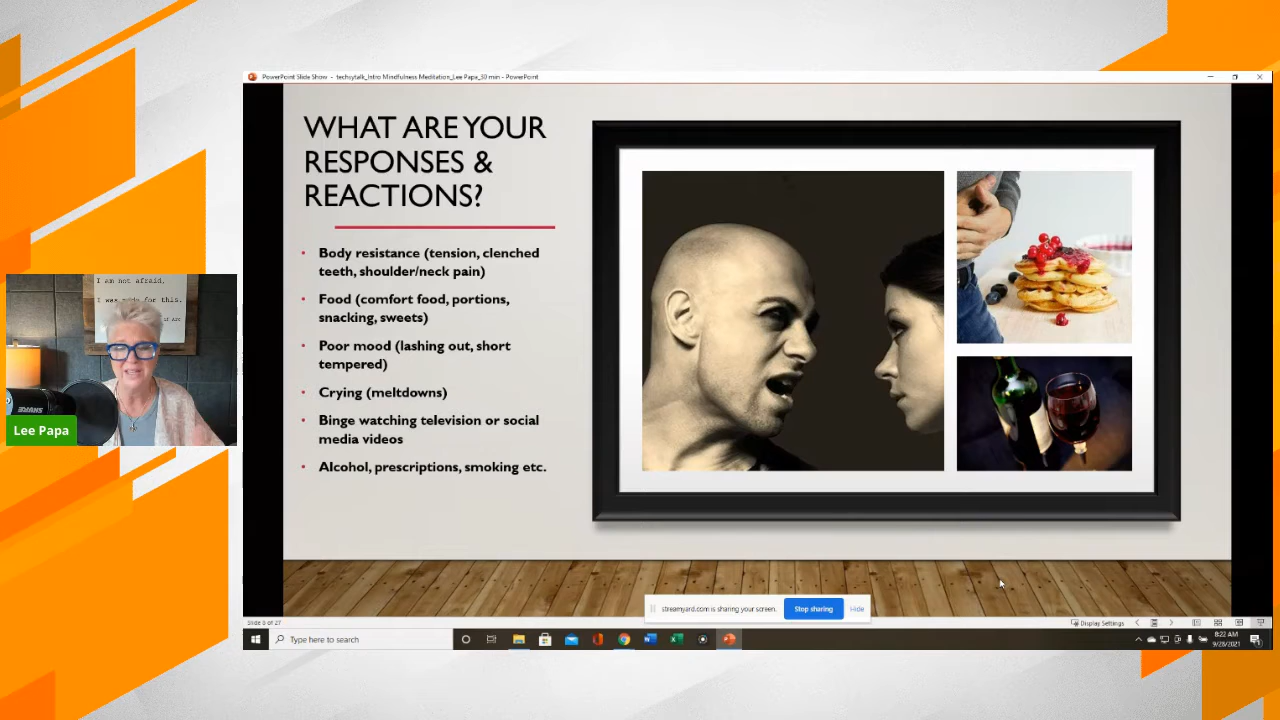 PowerPoint Slide Show - techsytalk_Intro Mindfulness Meditation_Lee Papa_30 min - PowerPoint
WHAT ARE YOUR
RESPONSES &
REACTIONS?
• Body resistance (tension, clenched
teeth, shoulder/neck pain)
• Food (comfort food, portions,
snacking, sweets)
• Poor mood (lashing out, short
tempered)
• Crying (meltdowns)
• Binge watching television or social
media videos
• Alcohol, prescriptions, smoking etc.
I am not afraid,
I was made for this.
of Arc
Lee Papa
streamyard.com is sharing your screen.
Stop sharing
Hide
Display Settings
Type here to search
8:22 AM
9/28/2021